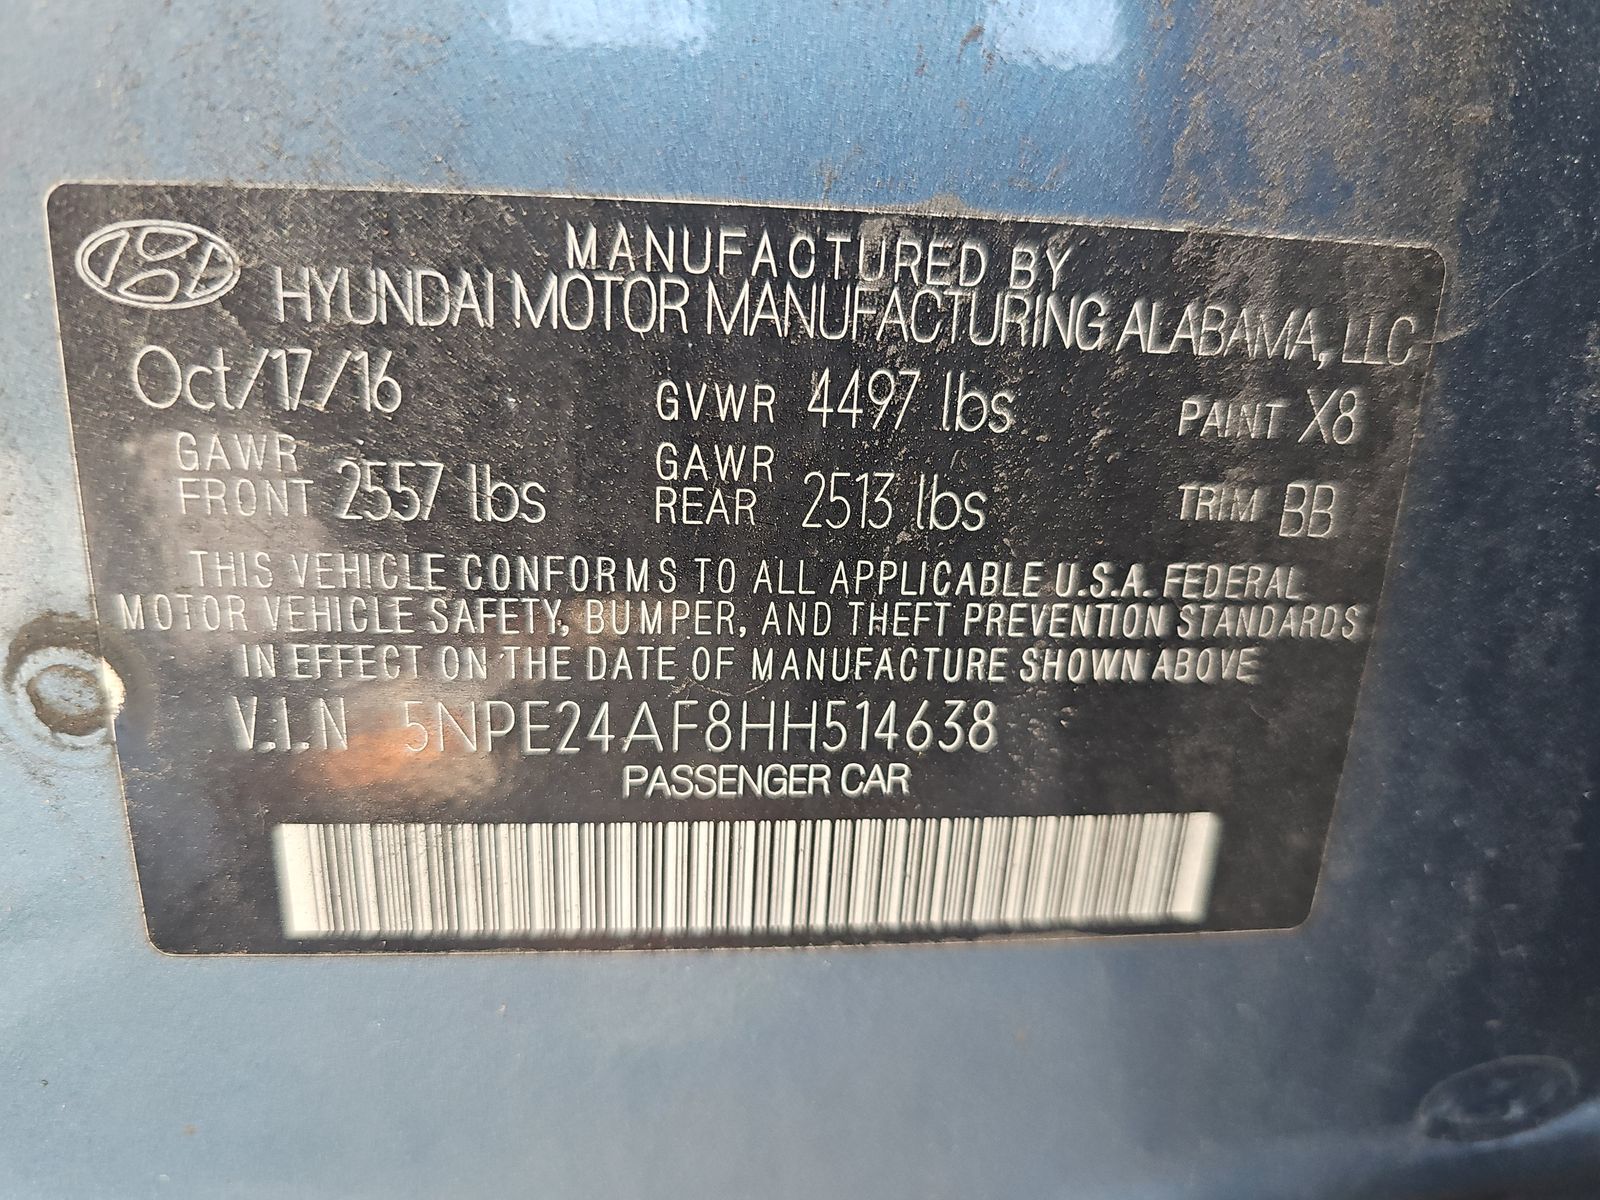 MANUFACTURED BY
HYUNDAI MOTOR MANUFACTURING ALABAMA, LLC
Oct/17/16 GVWR 4497 lbs PAINT X8
GAWR FRONT 2557 lbs GAWR REAR 2513 lbs TRIM BB
THIS VEHICLE CONFORMS TO ALL APPLICABLE U.S.A. FEDERAL
MOTOR VEHICLE SAFETY, BUMPER, AND THEFT PREVENTION STANDARDS
IN EFFECT ON THE DATE OF MANUFACTURE SHOWN ABOVE
V.I.N 5NPE24AF8HH514638
PASSENGER CAR